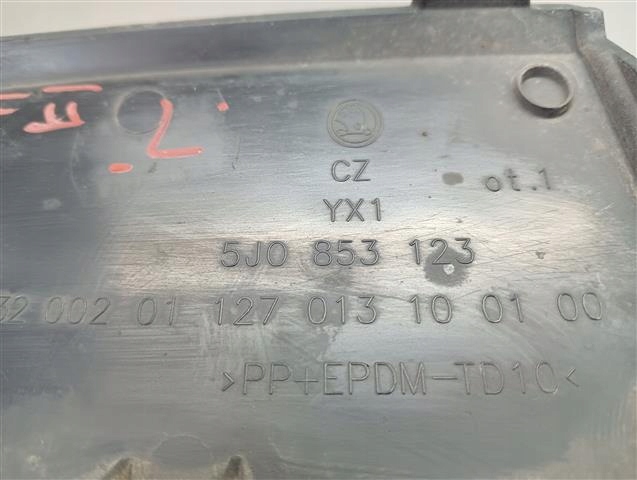 CZ
ot.1
YX1
5J0 853 123
32 002 01 127 013 10 01 00
>PP+EPDM-TD10<